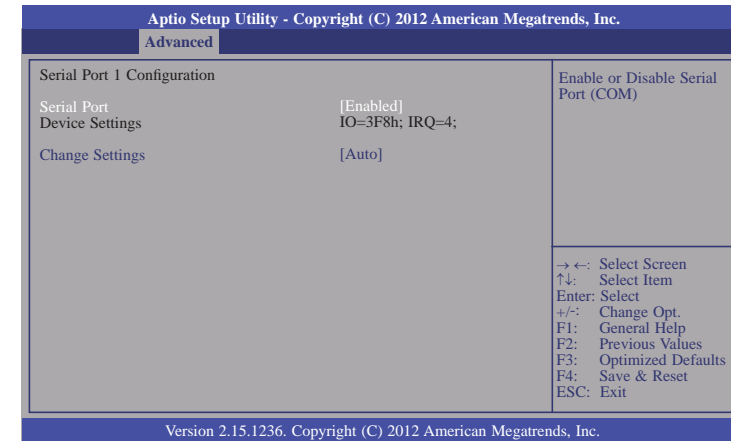 Aptio Setup Utility - Copyright (C) 2012 American Megatrends, Inc.
Advanced
Serial Port 1 Configuration
Serial Port [Enabled]
Device Settings IO=3F8h; IRQ=4;
Change Settings [Auto]
Enable or Disable Serial
Port (COM)
→ ←: Select Screen
↑↓: Select Item
Enter: Select
+/-: Change Opt.
F1: General Help
F2: Previous Values
F3: Optimized Defaults
F4: Save & Reset
ESC: Exit
Version 2.15.1236. Copyright (C) 2012 American Megatrends, Inc.